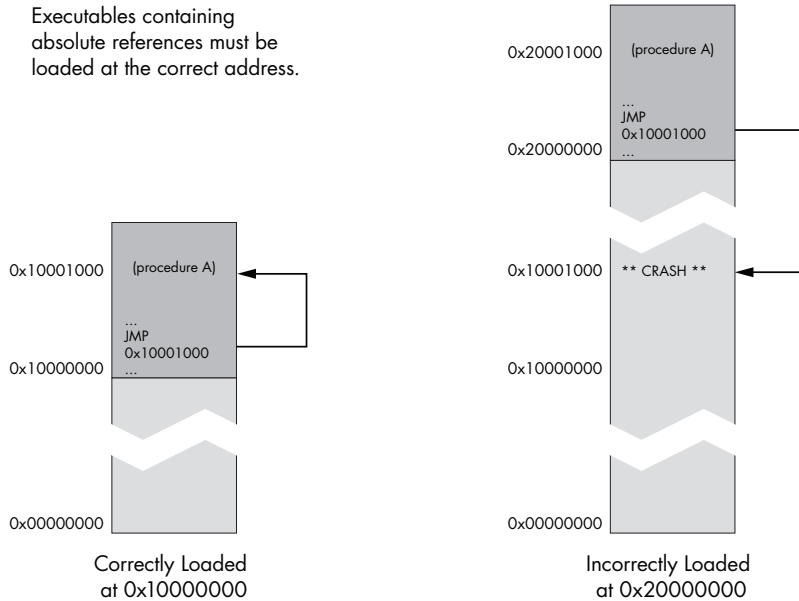 Executables containing
absolute references must be
loaded at the correct address.
0x10001000
(procedure A)
...
JMP
0x10001000
...
0x10000000
0x00000000
Correctly Loaded
at 0x10000000
0x20001000
(procedure A)
...
JMP
0x10001000
...
0x20000000
0x10001000
** CRASH **
0x10000000
0x00000000
Incorrectly Loaded
at 0x20000000